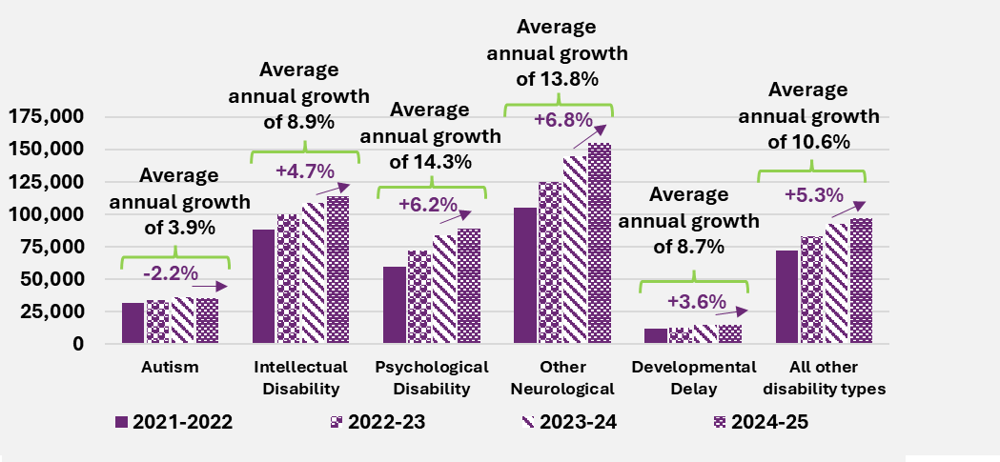 Average
annual growth
of 3.9%
-2.2%
Average
annual growth
of 8.9%
+4.7%
Average
annual growth
of 14.3%
+6.2%
Average
annual growth
of 13.8%
+6.8%
Average
annual growth
of 8.7%
+3.6%
Average
annual growth
of 10.6%
+5.3%
175,000
150,000
125,000
100,000
75,000
50,000
25,000
0
Autism
Intellectual
Disability
Psychological
Disability
Other
Neurological
Developmental
Delay
All other
disability types
2021-2022
2022-23
2023-24
2024-25